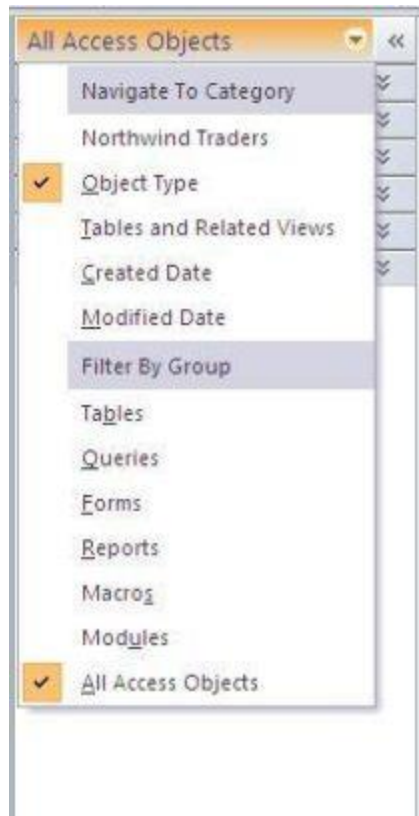 All Access Objects
Navigate To Category
Northwind Traders
Object Type
Tables and Related Views
Created Date
Modified Date
Filter By Group
Tables
Queries
Forms
Reports
Macros
Modules
All Access Objects